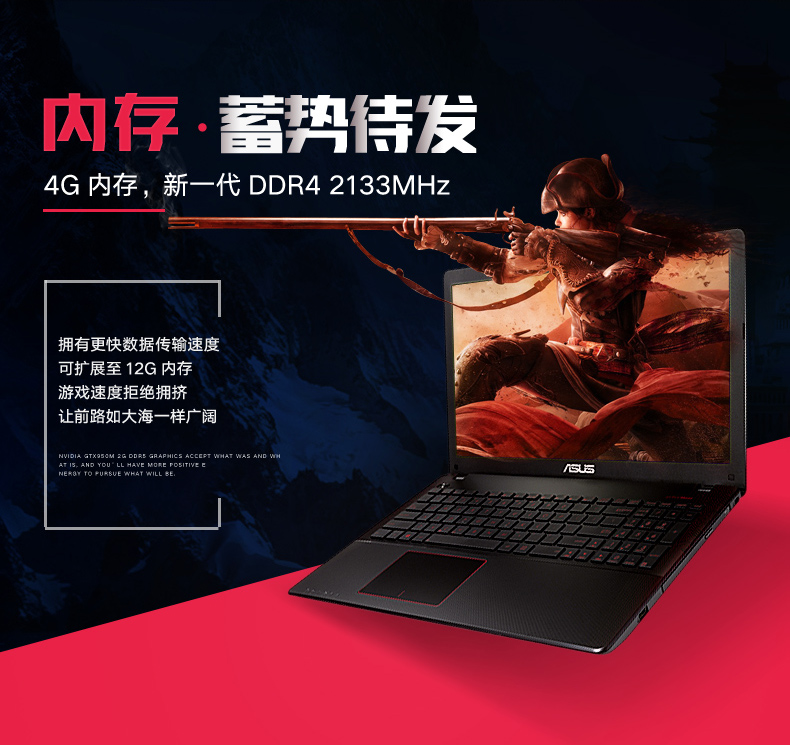 内存·蓄势待发
4G 内存，新一代 DDR4 2133MHz
拥有更快数据传输速度
可扩展至 12G 内存
游戏速度拒绝拥挤
让前路如大海一样广阔
NVIDIA GTX950M 2G DDR5 GRAPHICS ACCEPT WHAT WAS AND WH
AT IS, AND YOU' LL HAVE MORE POSITIVE E
NERGY TO PURSUE WHAT WILL BE.
ASUS